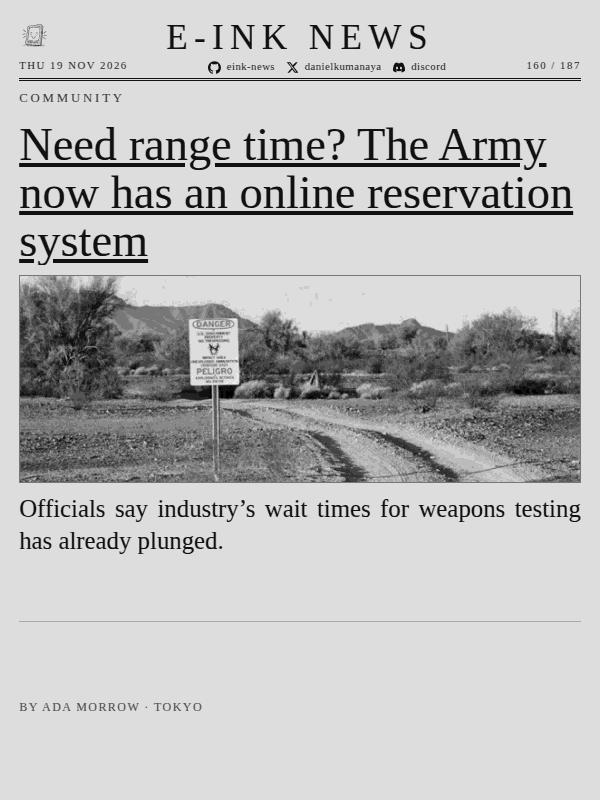 E-INK NEWS
THU 19 NOV 2026
eink-news
danielkumanaya
discord
160 / 187
COMMUNITY
Need range time? The Army
now has an online reservation
system
DANGER
PELIGRO
Officials say industry’s wait times for weapons testing
has already plunged.
BY ADA MORROW · TOKYO